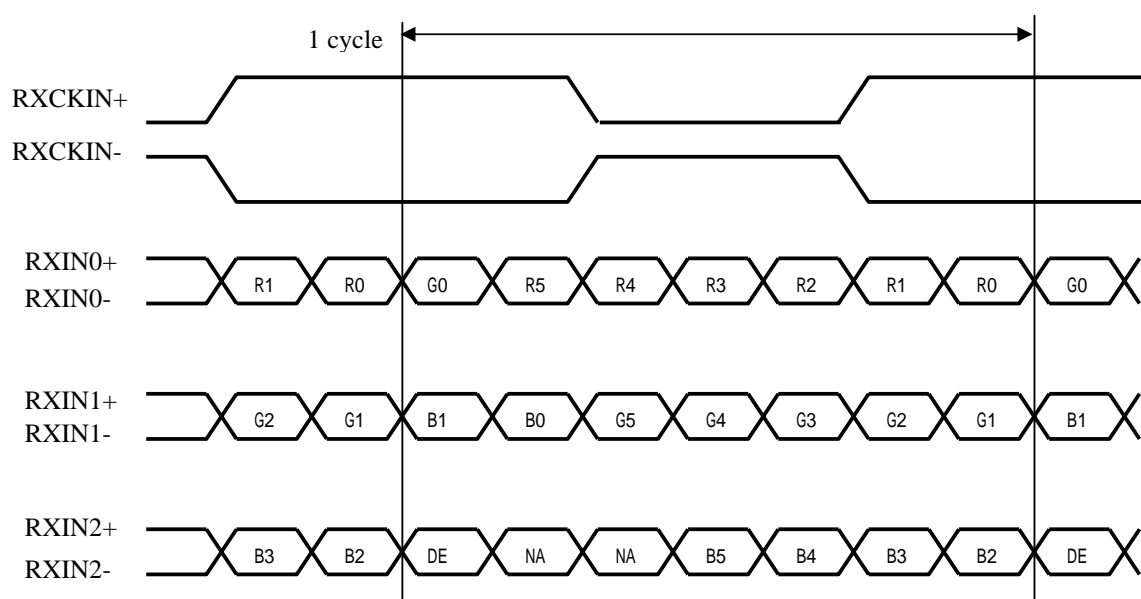 1 cycle
RXCKIN+
RXCKIN-
RXIN0+
RXIN0-
R1 R0 G0 R5 R4 R3 R2 R1 R0 G0
RXIN1+
RXIN1-
G2 G1 B1 B0 G5 G4 G3 G2 G1 B1
RXIN2+
RXIN2-
B3 B2 DE NA NA B5 B4 B3 B2 DE